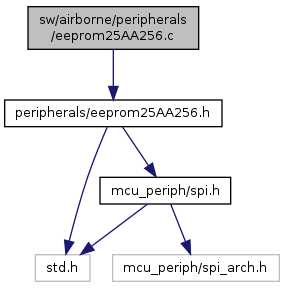 sw/airborne/peripherals
/eeprom25AA256.c
peripherals/eeprom25AA256.h
mcu_periph/spi.h
std.h
mcu_periph/spi_arch.h